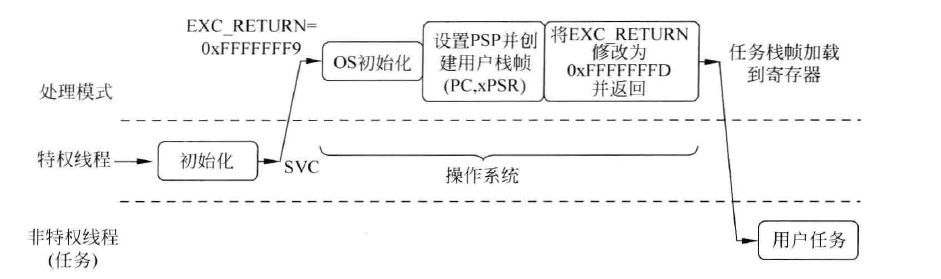 EXC_RETURN=
0xFFFFFFF9
OS初始化
设置PSP并创
建用户栈帧
(PC,xPSR)
将EXC_RETURN
修改为
0xFFFFFFFD
并返回
任务栈帧加载
到寄存器
处理模式
特权线程
初始化
SVC
操作系统
非特权线程
(任务)
用户任务